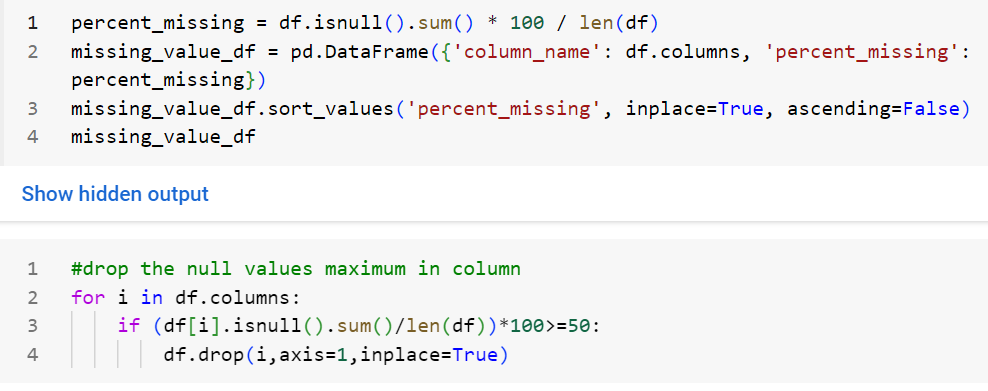 1 percent_missing = df.isnull().sum() * 100 / len(df)
2 missing_value_df = pd.DataFrame({'column_name': df.columns, 'percent_missing':
percent_missing})
3 missing_value_df.sort_values('percent_missing', inplace=True, ascending=False)
4 missing_value_df
Show hidden output
1 #drop the null values maximum in column
2 for i in df.columns:
3 if (df[i].isnull().sum()/len(df))*100>=50:
4 df.drop(i,axis=1,inplace=True)